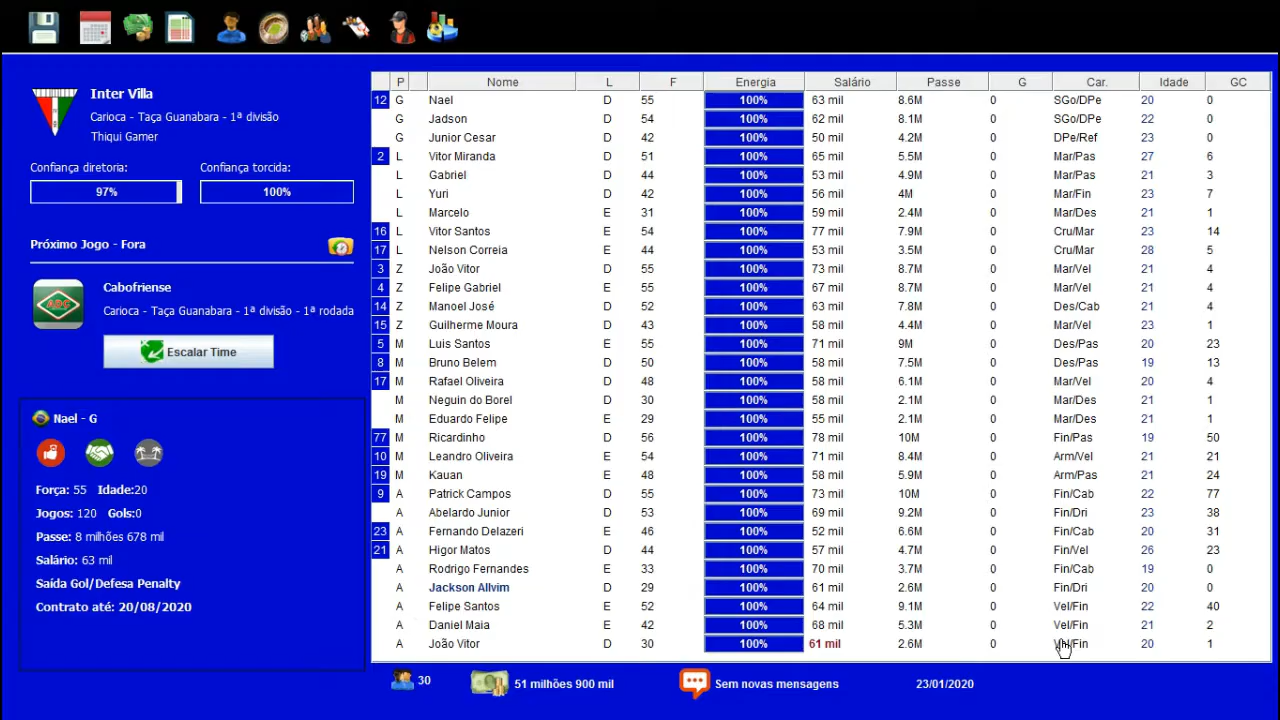 Inter Villa
Carioca - Taça Guanabara - 1ª divisão
Thiqui Gamer
Confiança diretoria:
Confiança torcida:
97%
100%
Próximo Jogo - Fora
Cabofriense
Carioca - Taça Guanabara - 1ª divisão - 1ª rodada
Escalar Time
Nael - G
Força: 55 Idade:20
Jogos: 120 Gols:0
Passe: 8 milhões 678 mil
Salário: 63 mil
Saída Gol/Defesa Penalty
Contrato até: 20/08/2020
P Nome L F Energia Salário Passe G Car. Idade GC
12 G Nael D 55 100% 63 mil 8.6M 0 SGo/DPe 20 0
G Jadson D 54 100% 62 mil 8.1M 0 SGo/DPe 22 0
G Junior Cesar D 42 100% 50 mil 4.2M 0 DPe/Ref 23 0
2 L Vitor Miranda D 51 100% 65 mil 5.5M 0 Mar/Pas 27 6
L Gabriel D 44 100% 53 mil 4.9M 0 Mar/Pas 21 3
L Yuri D 42 100% 56 mil 4M 0 Mar/Fin 23 7
L Marcelo E 31 100% 59 mil 2.4M 0 Mar/Des 21 1
16 L Vitor Santos E 54 100% 77 mil 7.9M 0 Cru/Mar 23 14
17 L Nelson Correia E 44 100% 53 mil 3.5M 0 Cru/Mar 28 5
3 Z João Vitor D 55 100% 73 mil 8.7M 0 Mar/Vel 21 4
4 Z Felipe Gabriel E 55 100% 67 mil 8.7M 0 Mar/Vel 21 4
14 Z Manoel José D 52 100% 63 mil 7.8M 0 Des/Cab 21 4
15 Z Guilherme Moura D 43 100% 58 mil 4.4M 0 Mar/Vel 23 1
5 M Luis Santos E 55 100% 71 mil 9M 0 Des/Pas 20 23
8 M Bruno Belem D 50 100% 58 mil 7.5M 0 Des/Pas 19 13
17 M Rafael Oliveira D 48 100% 58 mil 6.1M 0 Mar/Vel 20 4
M Neguin do Borel D 30 100% 58 mil 2.1M 0 Mar/Des 21 1
M Eduardo Felipe E 29 100% 55 mil 2.1M 0 Mar/Des 21 1
77 M Ricardinho D 56 100% 78 mil 10M 0 Fin/Pas 19 50
10 M Leandro Oliveira E 54 100% 71 mil 8.4M 0 Arm/Vel 21 21
19 M Kauan E 48 100% 58 mil 5.9M 0 Arm/Pas 21 24
9 A Patrick Campos D 55 100% 73 mil 10M 0 Fin/Cab 22 77
A Abelardo Junior D 53 100% 69 mil 9.2M 0 Fin/Dri 23 38
23 A Fernando Delazeri E 46 100% 52 mil 6.6M 0 Fin/Cab 20 31
21 A Higor Matos D 44 100% 57 mil 4.7M 0 Fin/Vel 26 23
A Rodrigo Fernandes E 33 100% 70 mil 3.7M 0 Fin/Cab 19 0
A Jackson Allvim D 29 100% 61 mil 2.6M 0 Fin/Dri 20 0
A Felipe Santos E 52 100% 64 mil 9.1M 0 Vel/Fin 22 40
A Daniel Maia E 42 100% 68 mil 5.3M 0 Vel/Fin 21 2
A João Vitor D 30 100% 61 mil 2.6M 0 Vel/Fin 20 1
30 51 milhões 900 mil Sem novas mensagens 23/01/2020